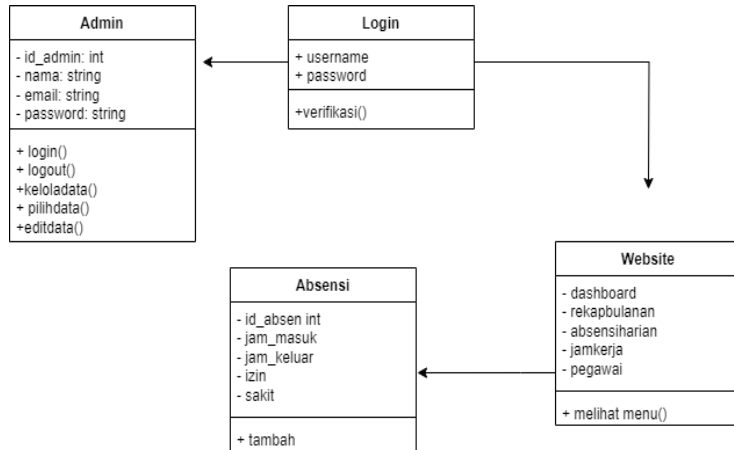 Admin
- id_admin: int
- nama: string
- email: string
- password: string
+ login()
+ logout()
+keloladata()
+ pilihdata()
+editdata()
Login
+ username
+ password
+verifikasi()
Absensi
- id_absen int
- jam_masuk
- jam_keluar
- izin
- sakit
+ tambah
Website
- dashboard
- rekapbulanan
- absensiharian
- jamkerja
- pegawai
+ melihat menu()